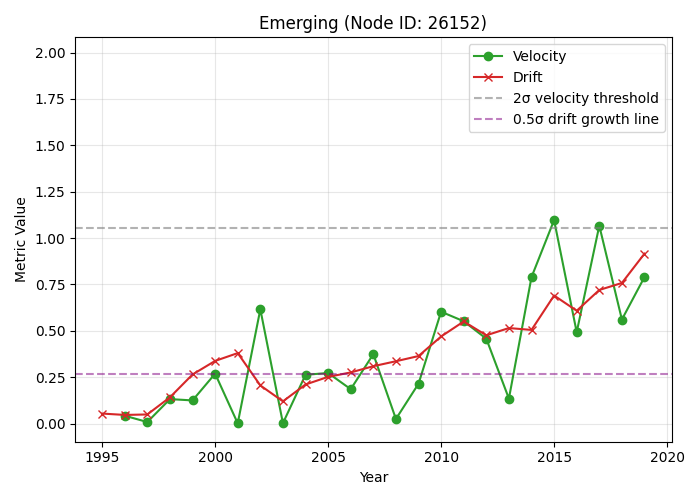 Emerging (Node ID: 26152)
Velocity
Drift
2σ velocity threshold
0.5σ drift growth line
Metric Value
2.00
1.75
1.50
1.25
1.00
0.75
0.50
0.25
0.00
1995 2000 2005 2010 2015 2020
Year